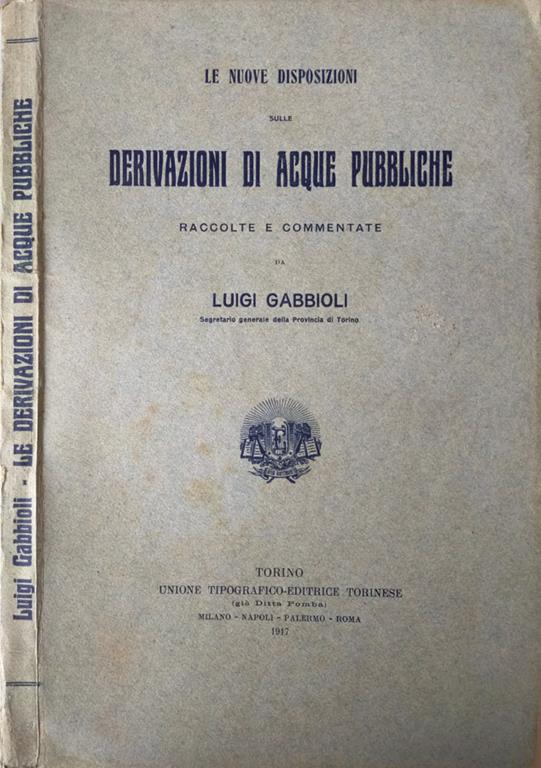 LE NUOVE DISPOSIZIONI
SULLE
DERIVAZIONI DI ACQUE PUBBLICHE
RACCOLTE E COMMENTATE
DA
LUIGI GABBIOLI
Segretario generale della Provincia di Torino
TORINO
UNIONE TIPOGRAFICO-EDITRICE TORINESE
(già Ditta Pomba)
MILANO - NAPOLI - PALERMO - ROMA
1917
Luigi Gabbioli - LE DERIVAZIONI DI ACQUE PUBBLICHE